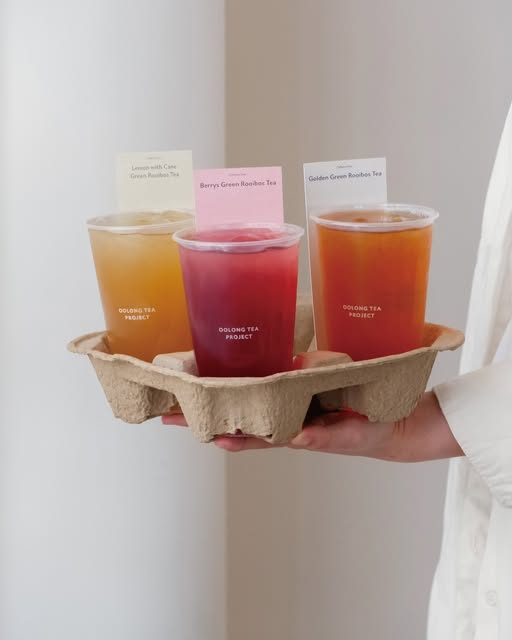 Lemon with Cane
Green Rooibos Tea
Berrys Green Rooibos Tea
Golden Green Rooibos Tea
OOLONG TEA
PROJECT
OOLONG TEA
PROJECT
OOLONG TEA
PROJECT